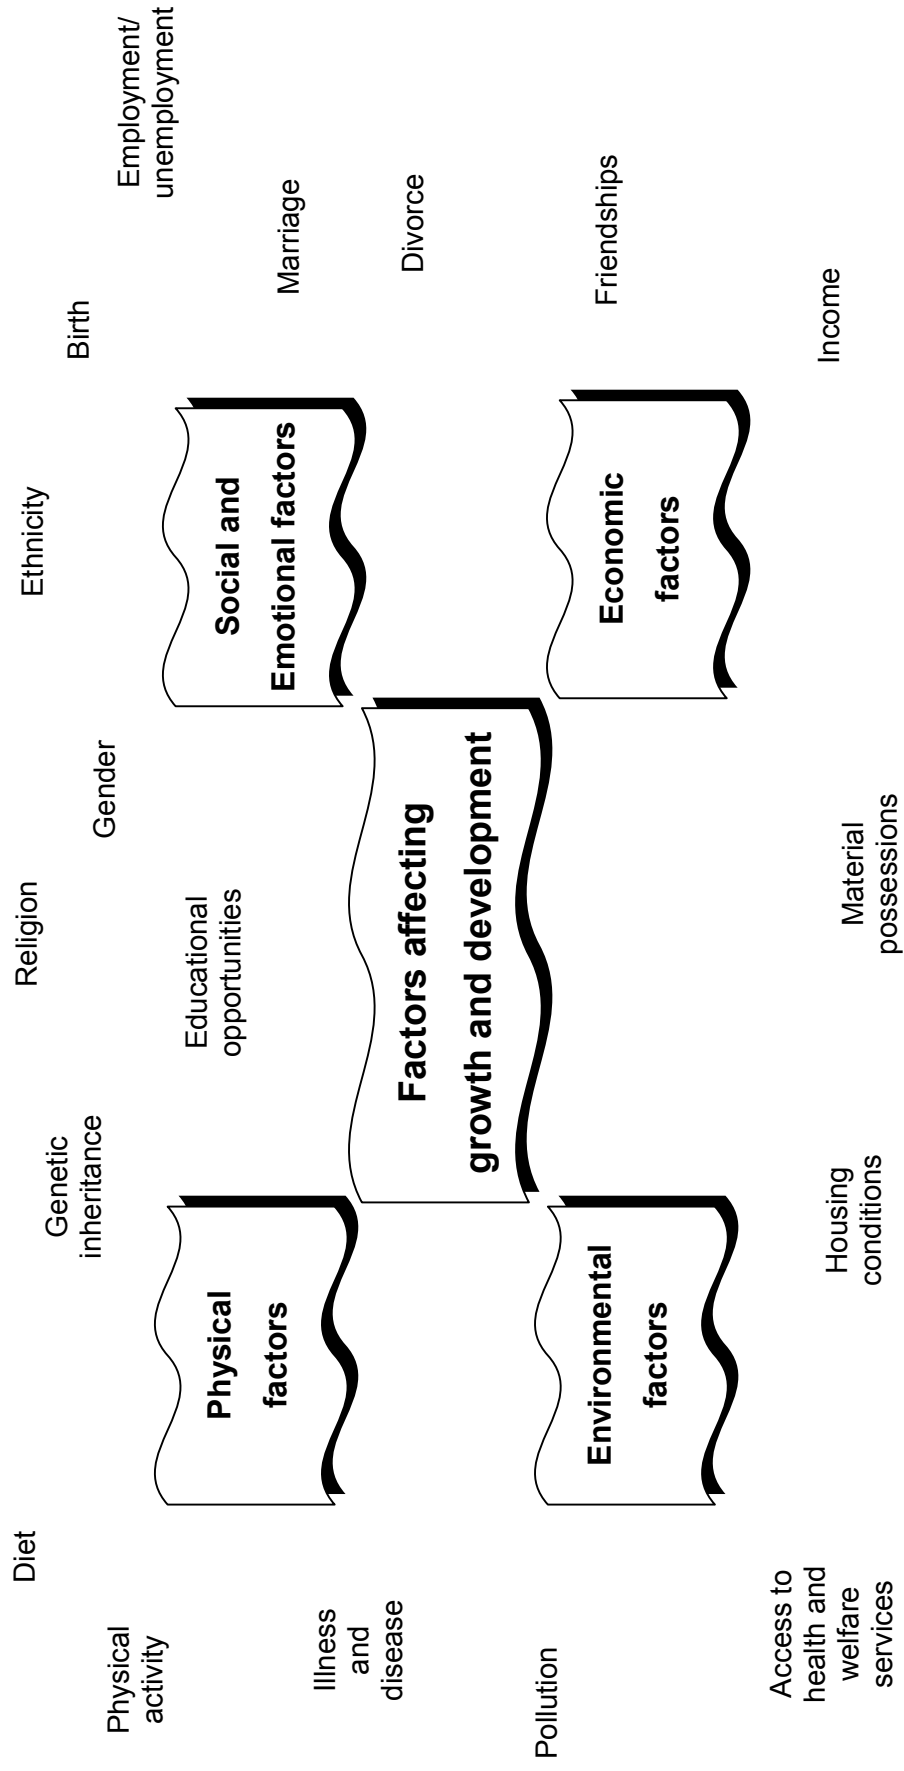 Diet
Genetic
inheritance
Religion
Gender
Ethnicity
Birth
Employment/
unemployment
Physical
activity
Educational
opportunities
Marriage
Physical
factors
Social and
Emotional factors
Illness
and
disease
Divorce
Factors affecting
growth and development
Pollution
Environmental
factors
Economic
factors
Friendships
Access to
health and
welfare
services
Housing
conditions
Material
possessions
Income